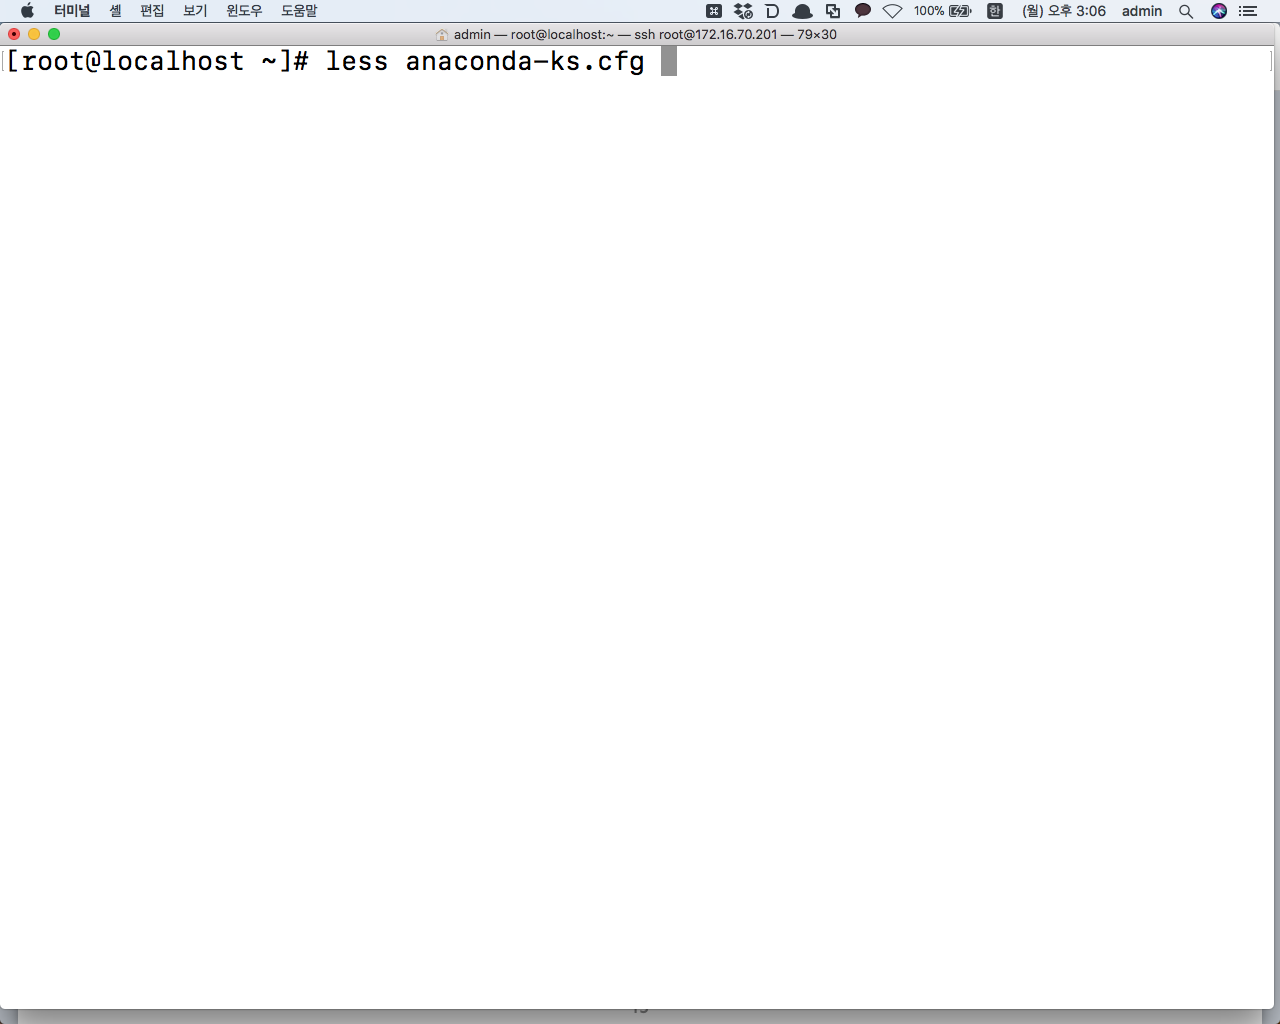 터미널 셸 편집 보기 윈도우 도움말 100% 한 (월) 오후 3:06 admin
admin — root@localhost:~ — ssh root@172.16.70.201 — 79×30
[root@localhost ~]# less anaconda-ks.cfg